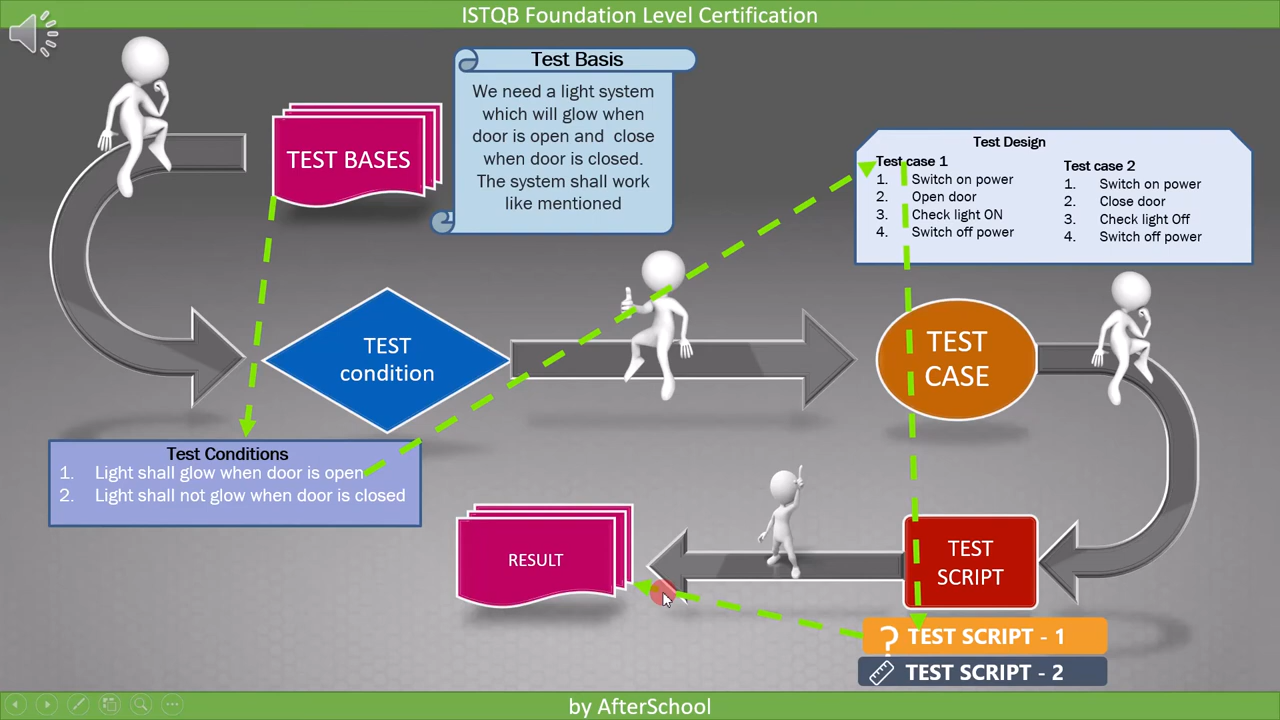 ISTQB Foundation Level Certification
TEST BASES
Test Basis
We need a light system
which will glow when
door is open and close
when door is closed.
The system shall work
like mentioned
Test Design
Test case 1
1. Switch on power
2. Open door
3. Check light ON
4. Switch off power
Test case 2
1. Switch on power
2. Close door
3. Check light Off
4. Switch off power
TEST
condition
TEST
CASE
Test Conditions
1. Light shall glow when door is open
2. Light shall not glow when door is closed
RESULT
TEST
SCRIPT
? TEST SCRIPT - 1
TEST SCRIPT - 2
by AfterSchool